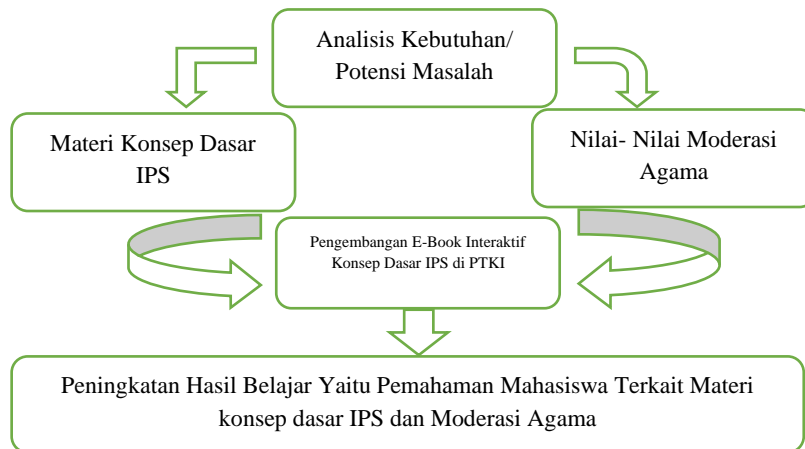 Analisis Kebutuhan/
Potensi Masalah
Materi Konsep Dasar
IPS
Nilai- Nilai Moderasi
Agama
Pengembangan E-Book Interaktif
Konsep Dasar IPS di PTKI
Peningkatan Hasil Belajar Yaitu Pemahaman Mahasiswa Terkait Materi
konsep dasar IPS dan Moderasi Agama